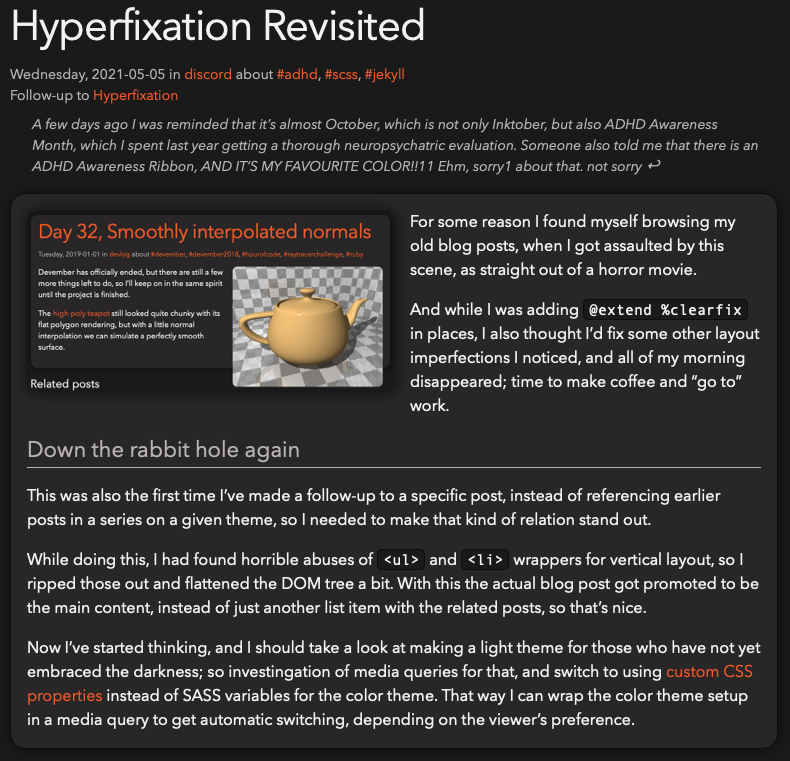 Hyperfixation Revisited
Wednesday, 2021-05-05 in discord about #adhd, #scss, #jekyll
Follow-up to Hyperfixation
A few days ago I was reminded that it's almost October, which is not only Inktober, but also ADHD Awareness
Month, which I spent last year getting a thorough neuropsychatric evaluation. Someone also told me that there is an
ADHD Awareness Ribbon, AND IT'S MY FAVOURITE COLOR!!11 Ehm, sorry1 about that. not sorry ↩
Day 32, Smoothly interpolated normals
Tuesday, 2019-01-01 in devlog about #devember, #devember2018, #hourofcode, #raytracerchallenge, #ruby
Devember has officially ended, but there are still a few
more things left to do, so I'll keep on in the same spirit
until the project is finished.
The high-poly teapot still looked quite chunky with its
flat polygon rendering, but with a little normal
interpolation we can simulate a perfectly smooth
surface.
Related posts
For some reason I found myself browsing my
old blog posts, when I got assaulted by this
scene, as straight out of a horror movie.
And while I was adding @extend %clearfix
in places, I also thought I'd fix some other layout
imperfections I noticed, and all of my morning
disappeared; time to make coffee and “go to”
work.
Down the rabbit hole again
This was also the first time I've made a follow-up to a specific post, instead of referencing earlier
posts in a series on a given theme, so I needed to make that kind of relation stand out.
While doing this, I had found horrible abuses of <ul> and <li> wrappers for vertical layout, so I
ripped those out and flattened the DOM tree a bit. With this the actual blog post got promoted to be
the main content, instead of just another list item with the related posts, so that's nice.
Now I've started thinking, and I should take a look at making a light theme for those who have not yet
embraced the darkness; so investingation of media queries for that, and switch to using custom CSS
properties instead of SASS variables for the color theme. That way I can wrap the color theme setup
in a media query to get automatic switching, depending on the viewer's preference.